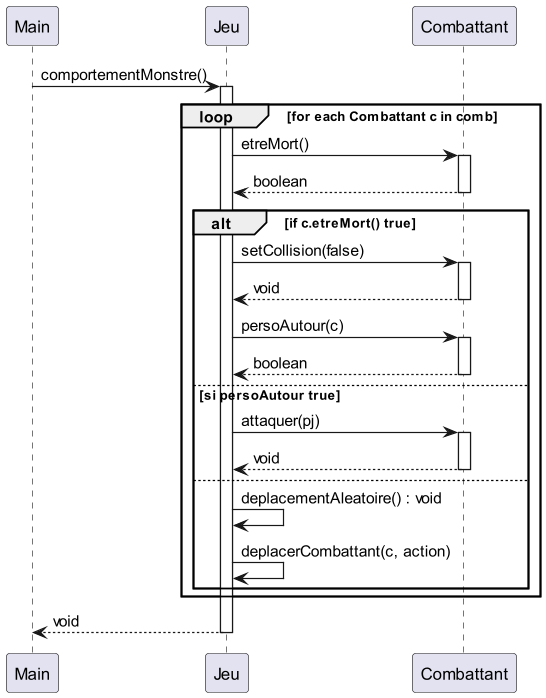 Main Jeu Combattant
comportementMonstre()
loop [for each Combattant c in comb]
etreMort()
boolean
alt [if c.etreMort() true]
setCollision(false)
void
persoAutour(c)
boolean
[si persoAutour true]
attaquer(pj)
void
deplacementAleatoire() : void
deplacerCombattant(c, action)
void
Main Jeu Combattant